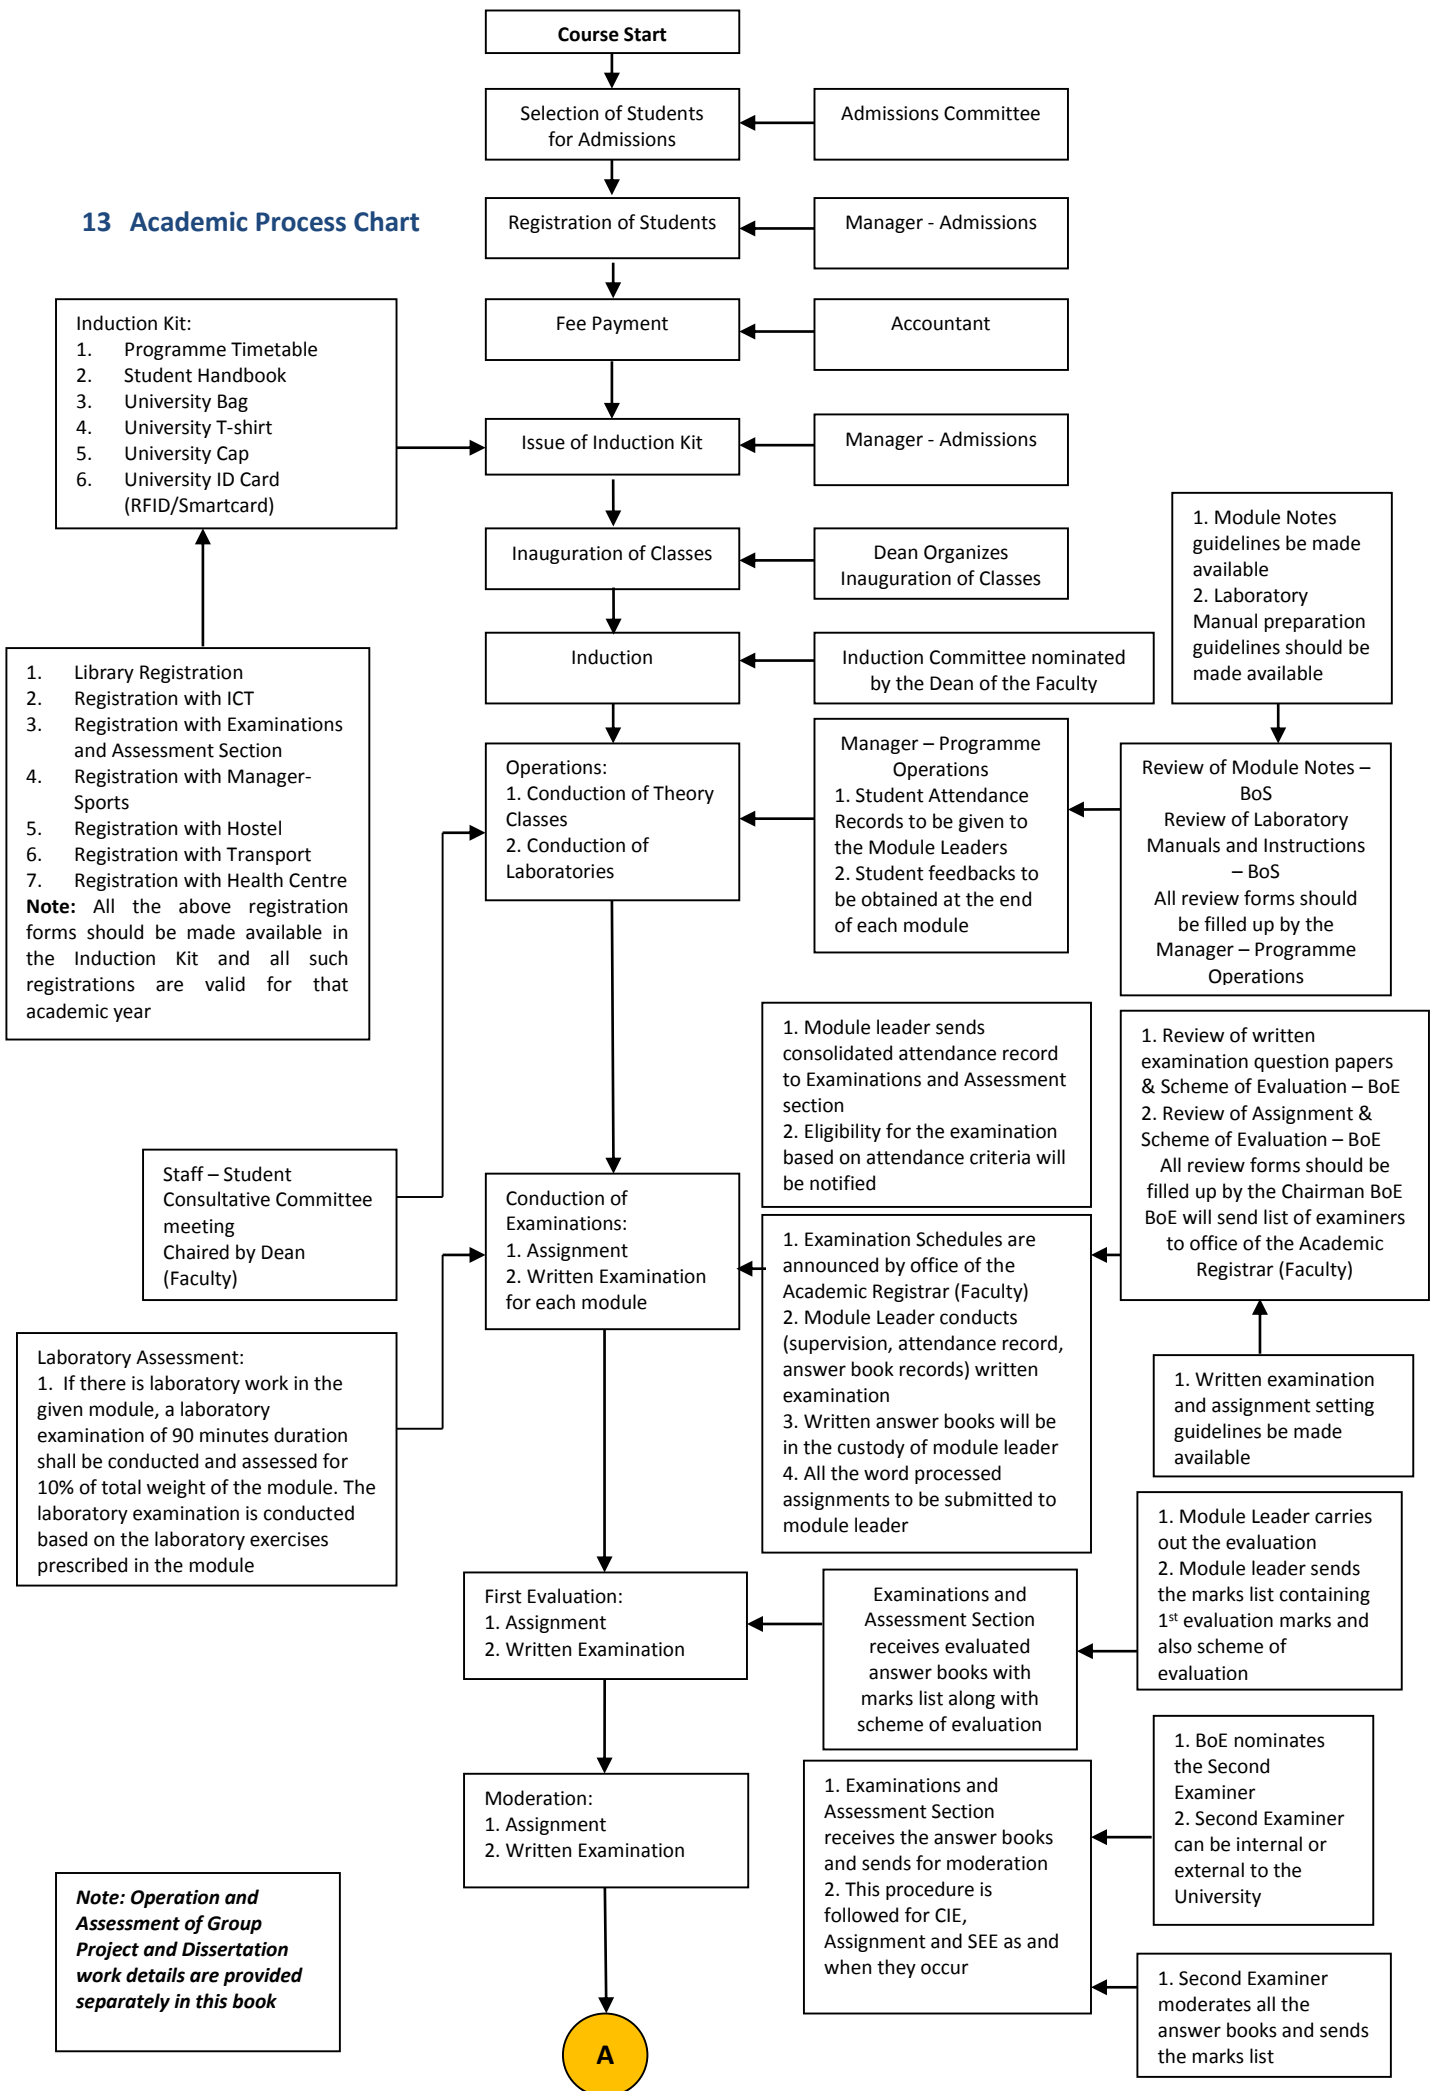 Course Start
Selection of Students
for Admissions
Admissions Committee
13 Academic Process Chart
Registration of Students
Manager - Admissions
Fee Payment
Accountant
Induction Kit:
1. Programme Timetable
2. Student Handbook
3. University Bag
4. University T-shirt
5. University Cap
6. University ID Card
(RFID/Smartcard)
Issue of Induction Kit
Manager - Admissions
Inauguration of Classes
Dean Organizes
Inauguration of Classes
1. Module Notes
guidelines be made
available
2. Laboratory
Manual preparation
guidelines should be
made available
Induction
Induction Committee nominated
by the Dean of the Faculty
1. Library Registration
2. Registration with ICT
3. Registration with Examinations
and Assessment Section
4. Registration with Manager-
Sports
5. Registration with Hostel
6. Registration with Transport
7. Registration with Health Centre
Note: All the above registration
forms should be made available in
the Induction Kit and all such
registrations are valid for that
academic year
Operations:
1. Conduction of Theory
Classes
2. Conduction of
Laboratories
Manager – Programme
Operations
1. Student Attendance
Records to be given to
the Module Leaders
2. Student feedbacks to
be obtained at the end
of each module
Review of Module Notes –
BoS
Review of Laboratory
Manuals and Instructions
– BoS
All review forms should
be filled up by the
Manager – Programme
Operations
1. Module leader sends
consolidated attendance record
to Examinations and Assessment
section
2. Eligibility for the examination
based on attendance criteria will
be notified
1. Review of written
examination question papers
& Scheme of Evaluation – BoE
2. Review of Assignment &
Scheme of Evaluation – BoE
All review forms should be
filled up by the Chairman BoE
BoE will send list of examiners
to office of the Academic
Registrar (Faculty)
Staff – Student
Consultative Committee
meeting
Chaired by Dean
(Faculty)
Conduction of
Examinations:
1. Assignment
2. Written Examination
for each module
1. Examination Schedules are
announced by office of the
Academic Registrar (Faculty)
2. Module Leader conducts
(supervision, attendance record,
answer book records) written
examination
3. Written answer books will be
in the custody of module leader
4. All the word processed
assignments to be submitted to
module leader
Laboratory Assessment:
1. If there is laboratory work in the
given module, a laboratory
examination of 90 minutes duration
shall be conducted and assessed for
10% of total weight of the module. The
laboratory examination is conducted
based on the laboratory exercises
prescribed in the module
1. Written examination
and assignment setting
guidelines be made
available
First Evaluation:
1. Assignment
2. Written Examination
Examinations and
Assessment Section
receives evaluated
answer books with
marks list along with
scheme of evaluation
1. Module Leader carries
out the evaluation
2. Module leader sends
the marks list containing
1st evaluation marks and
also scheme of
evaluation
Moderation:
1. Assignment
2. Written Examination
1. Examinations and
Assessment Section
receives the answer books
and sends for moderation
2. This procedure is
followed for CIE,
Assignment and SEE as and
when they occur
1. BoE nominates
the Second
Examiner
2. Second Examiner
can be internal or
external to the
University
Note: Operation and
Assessment of Group
Project and Dissertation
work details are provided
separately in this book
1. Second Examiner
moderates all the
answer books and sends
the marks list
A